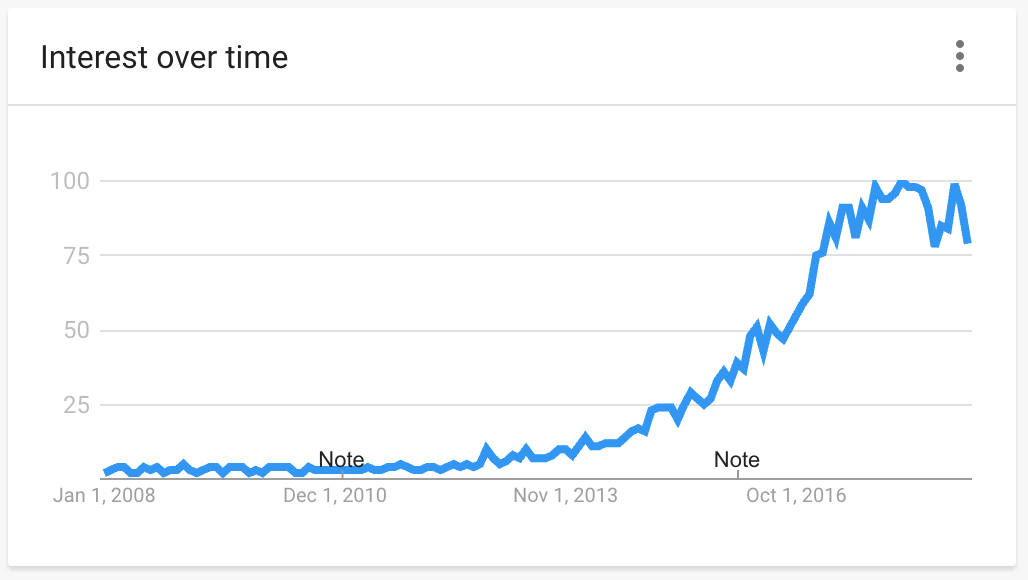 Interest over time
100
75
50
25
Note Note
Jan 1, 2008 Dec 1, 2010 Nov 1, 2013 Oct 1, 2016